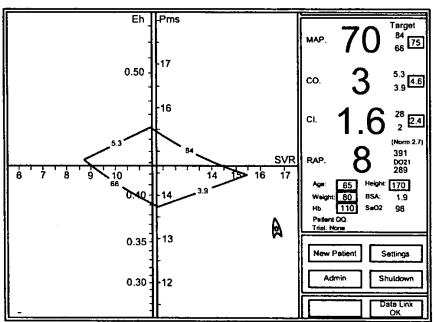 Eh Pms
0.50
17
16
5.3
84
SVR
6 7 8 9 10 11 12 13 14 15 16 17
66
3.9
0.40
14
0.35
13
0.30
12
Target
MAP. 70 84 75
66
CO. 3 5.3 4.6
3.9
CI. 1.6 28 2.4
2
(Norm 2.7)
RAP. 8 391
DO21
289
Age: 65 Height: 170
Weight: 80 BSA: 1.9
Hb 110 SaO2 98
Patient QQ
Trial: None
New Patient Settings
Admin Shutdown
Data Linx
OK